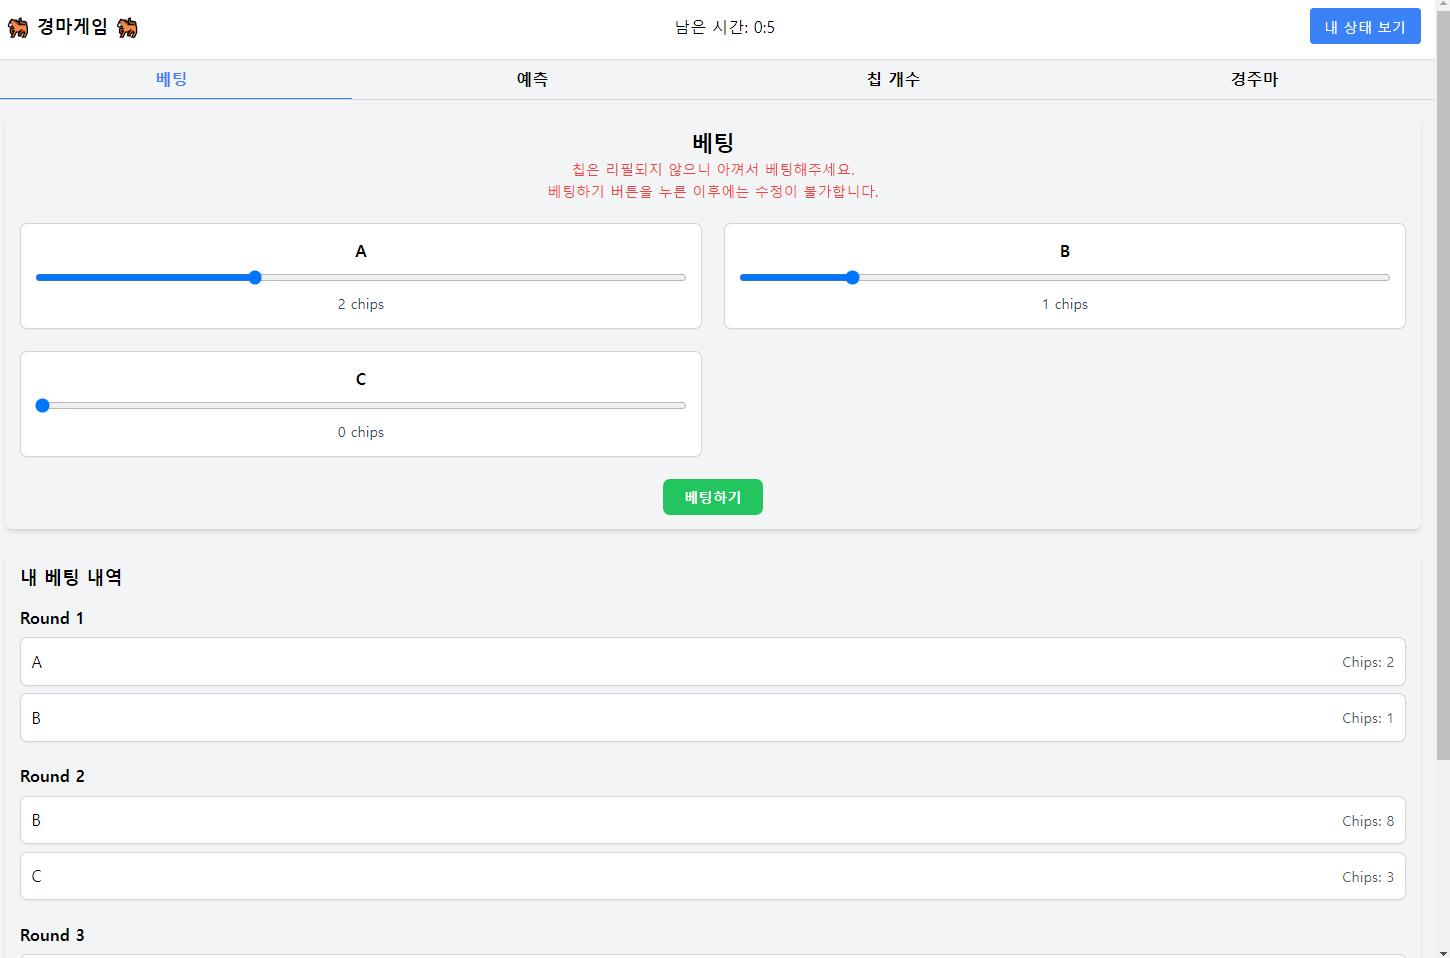 경마게임
남은 시간: 0:5
내 상태 보기
베팅
예측
칩 개수
경주마
베팅
칩은 리필되지 않으니 아껴서 베팅해주세요.
베팅하기 버튼을 누른 이후에는 수정이 불가합니다.
A
2 chips
B
1 chips
C
0 chips
베팅하기
내 베팅 내역
Round 1
A
Chips: 2
B
Chips: 1
Round 2
B
Chips: 8
C
Chips: 3
Round 3